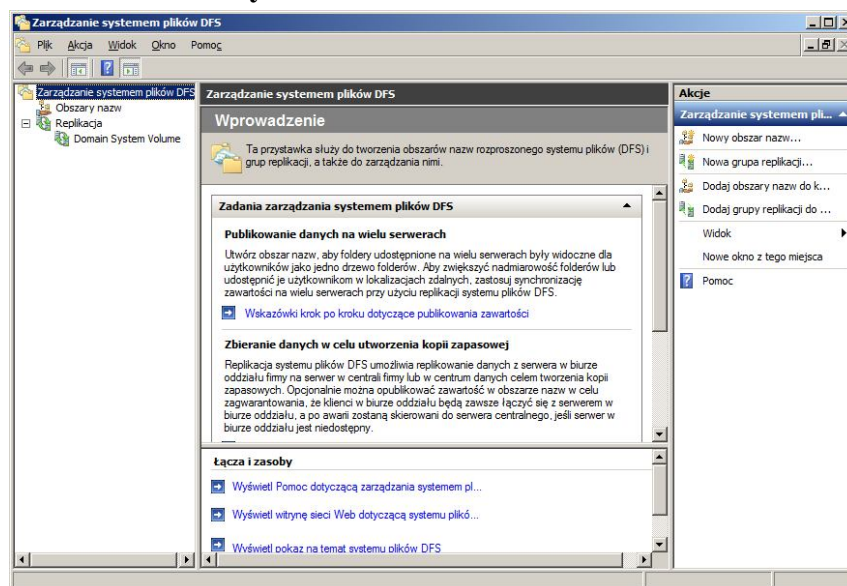 Zarządzanie systemem plików DFS
Plik Akcja Widok Okno Pomoc
Zarządzanie systemem plików DFS
Obszary nazw
Replikacja
Domain System Volume
Zarządzanie systemem plików DFS
Wprowadzenie
Ta przystawka służy do tworzenia obszarów nazw rozproszonego systemu plików (DFS) i
grup replikacji, a także do zarządzania nimi.
Zadania zarządzania systemem plików DFS
Publikowanie danych na wielu serwerach
Utwórz obszar nazw, aby foldery udostępnione na wielu serwerach były widoczne dla
użytkowników jako jedno drzewo folderów. Aby zwiększyć nadmiarowość folderów lub
udostępnić je użytkownikom w lokalizacjach zdalnych, zastosuj synchronizację
zawartości na wielu serwerach przy użyciu replikacji systemu plików DFS.
Wskazówki krok po kroku dotyczące publikowania zawartości
Zbieranie danych w celu utworzenia kopii zapasowej
Replikacja systemu plików DFS umożliwia replikowanie danych z serwera w biurze
oddziału firmy na serwer w centrali firmy lub w centrum danych celem tworzenia kopii
zapasowych. Opcjonalnie można opublikować zawartość w obszarze nazw w celu
zagwarantowania, że klienci w biurze oddziału będą zawsze łączyć się z serwerem w
biurze oddziału, a po awarii zostaną skierowani do serwera centralnego, jeśli serwer w
biurze oddziału jest niedostępny.
Łącza i zasoby
Wyświetl Pomoc dotyczącą zarządzania systemem pl...
Wyświetl witrynę sieci Web dotyczącą systemu plikó...
Wyświetl pokaz na temat systemu plików DFS
Akcje
Zarządzanie systemem pli...
Nowy obszar nazw...
Nowa grupa replikacji...
Dodaj obszary nazw do k...
Dodaj grupy replikacji do ...
Widok
Nowe okno z tego miejsca
Pomoc